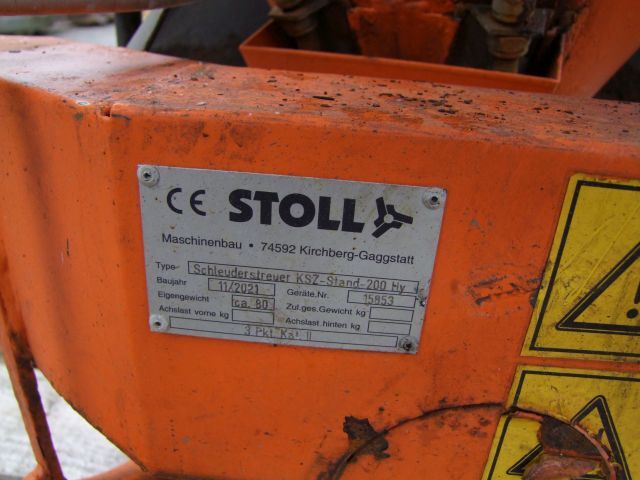 CE STOLL
Maschinenbau • 74592 Kirchberg-Gaggstatt
Type Schleuderstreuer KSZ-Stand-200 Hy
Baujahr 11/2021 Geräte.Nr. 15853
Eigengewicht ca. 80 Zul.ges.Gewicht kg
Achslast vorne kg Achslast hinten kg
3 Pkt Kat II